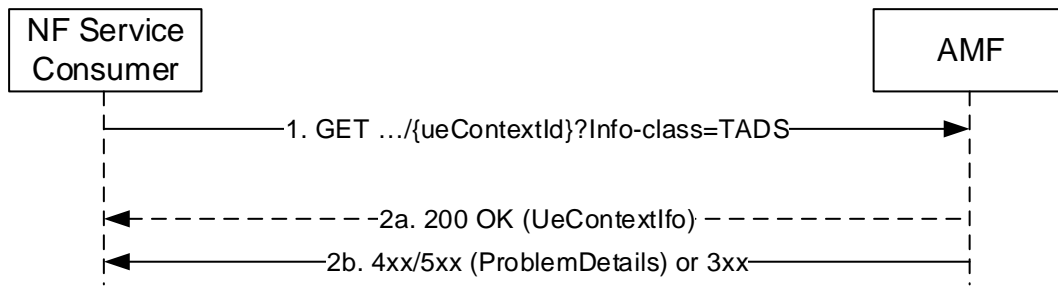 NF Service
Consumer
AMF
1. GET …/{ueContextId}?Info-class=TADS
2a. 200 OK (UeContextIfo)
2b. 4xx/5xx (ProblemDetails) or 3xx